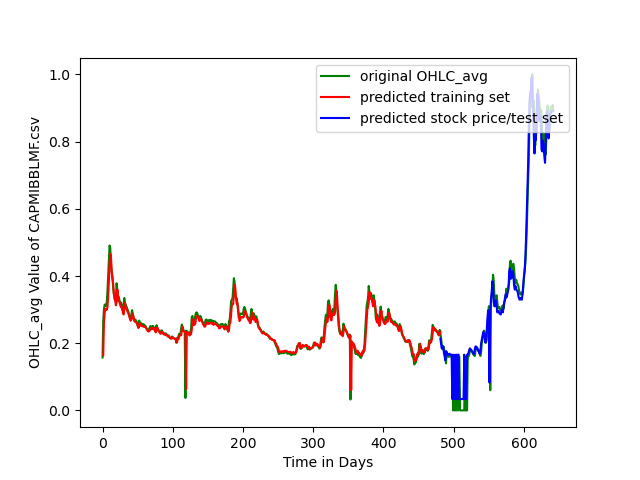 original OHLC_avg
predicted training set
predicted stock price/test set
OHLC_avg Value of CAPMIBBLMF.csv
1.0
0.8
0.6
0.4
0.2
0.0
0 100 200 300 400 500 600
Time in Days